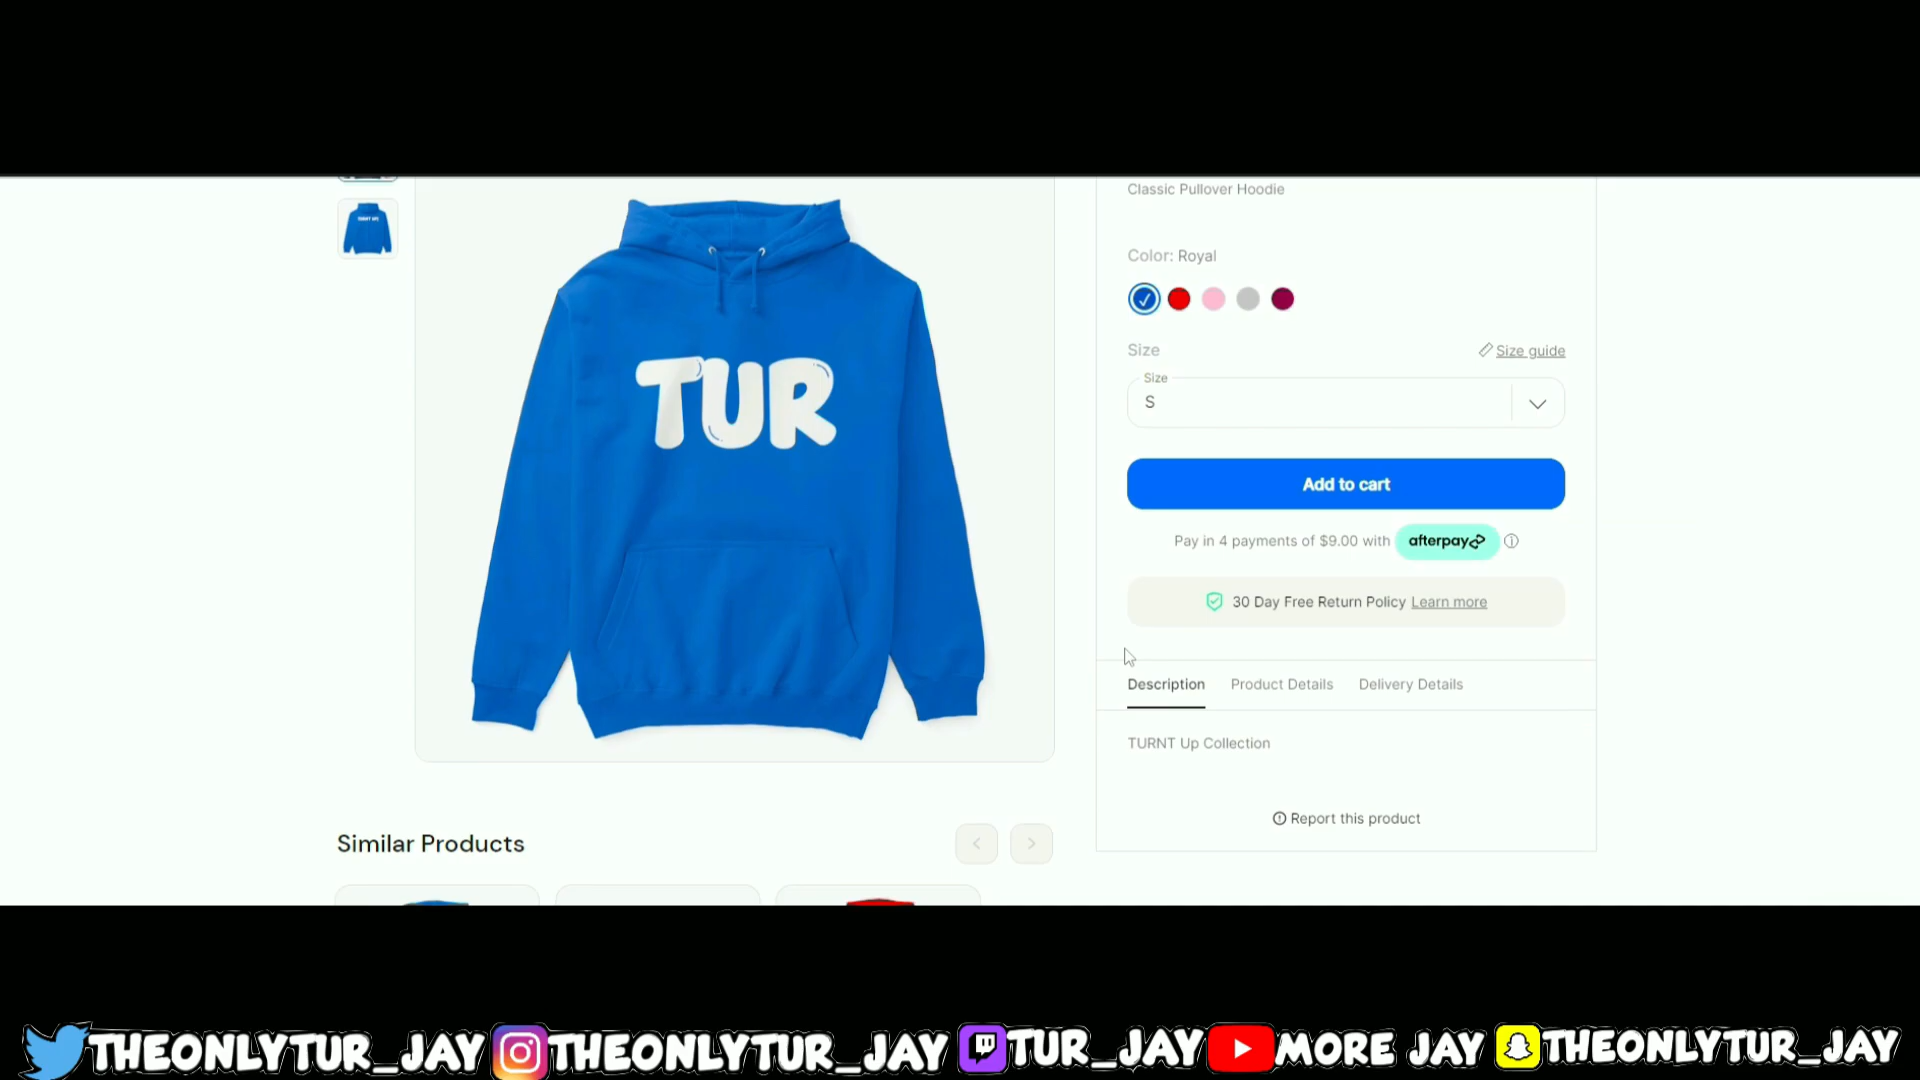 Classic Pullover Hoodie
Color: Royal
Size
Size guide
Size
S
TUR
Add to cart
Pay in 4 payments of $9.00 with afterpay
30 Day Free Return Policy Learn more
Description Product Details Delivery Details
TURNT Up Collection
Report this product
Similar Products
THEONLYTUR_JAY THEONLYTUR_JAY TUR_JAY MORE JAY THEONLYTUR_JAY